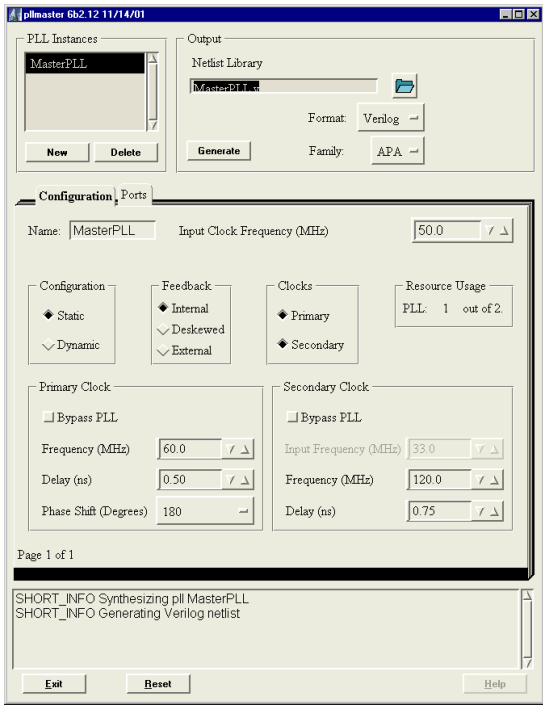 pllmaster 6b2.12 11/14/01
PLL Instances
MasterPLL
New Delete
Output
Netlist Library
MasterPLL.v
Format: Verilog
Generate Family: APA
Configuration Ports
Name: MasterPLL Input Clock Frequency (MHz) 50.0
Configuration
Static
Dynamic
Feedback
Internal
Deskewed
External
Clocks
Primary
Secondary
Resource Usage
PLL: 1 out of 2.
Primary Clock
Bypass PLL
Frequency (MHz) 60.0
Delay (ns) 0.50
Phase Shift (Degrees) 180
Secondary Clock
Bypass PLL
Input Frequency (MHz) 33.0
Frequency (MHz) 120.0
Delay (ns) 0.75
Page 1 of 1
SHORT_INFO Synthesizing pll MasterPLL
SHORT_INFO Generating Verilog netlist
Exit Reset Help